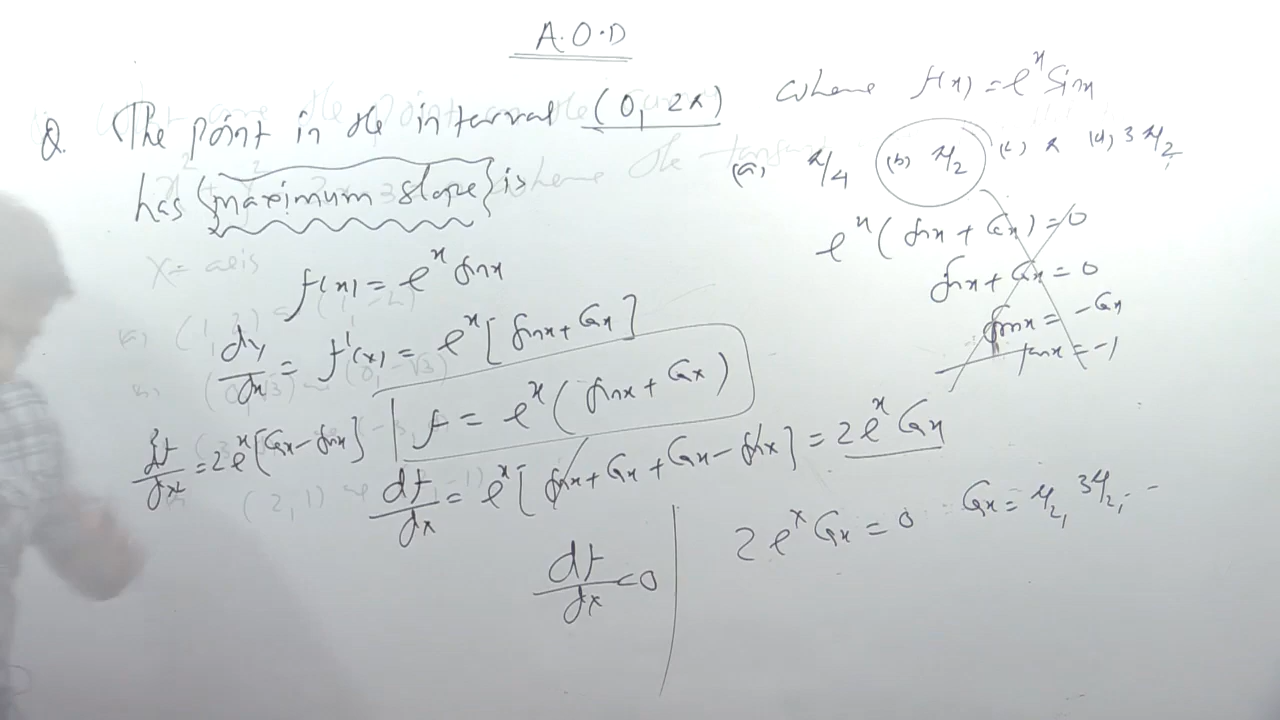 A.O.D
Q. The point in the interval (0, 2π) where f(x) = e^x Sinx
has {maximum slope} is
(a) π/4 (b) π/2 (c) π (d) 3π/2
f(x) = e^x sinx
dy/dx = f'(x) = e^x [sinx + Cosx]
f = e^x (sinx + Cosx)
df/dx = e^x [sinx + Cosx + Cosx - sinx] = 2e^x Cosx
df/dx = 2e^x [Cosx - sinx]
df/dx <0
e^x (sinx + Cosx) = 0
sinx + Cosx = 0
sinx = -Cosx
tanx = -1
2e^x Cosx = 0 Cosx = π/2, 3π/2, -
x = axis